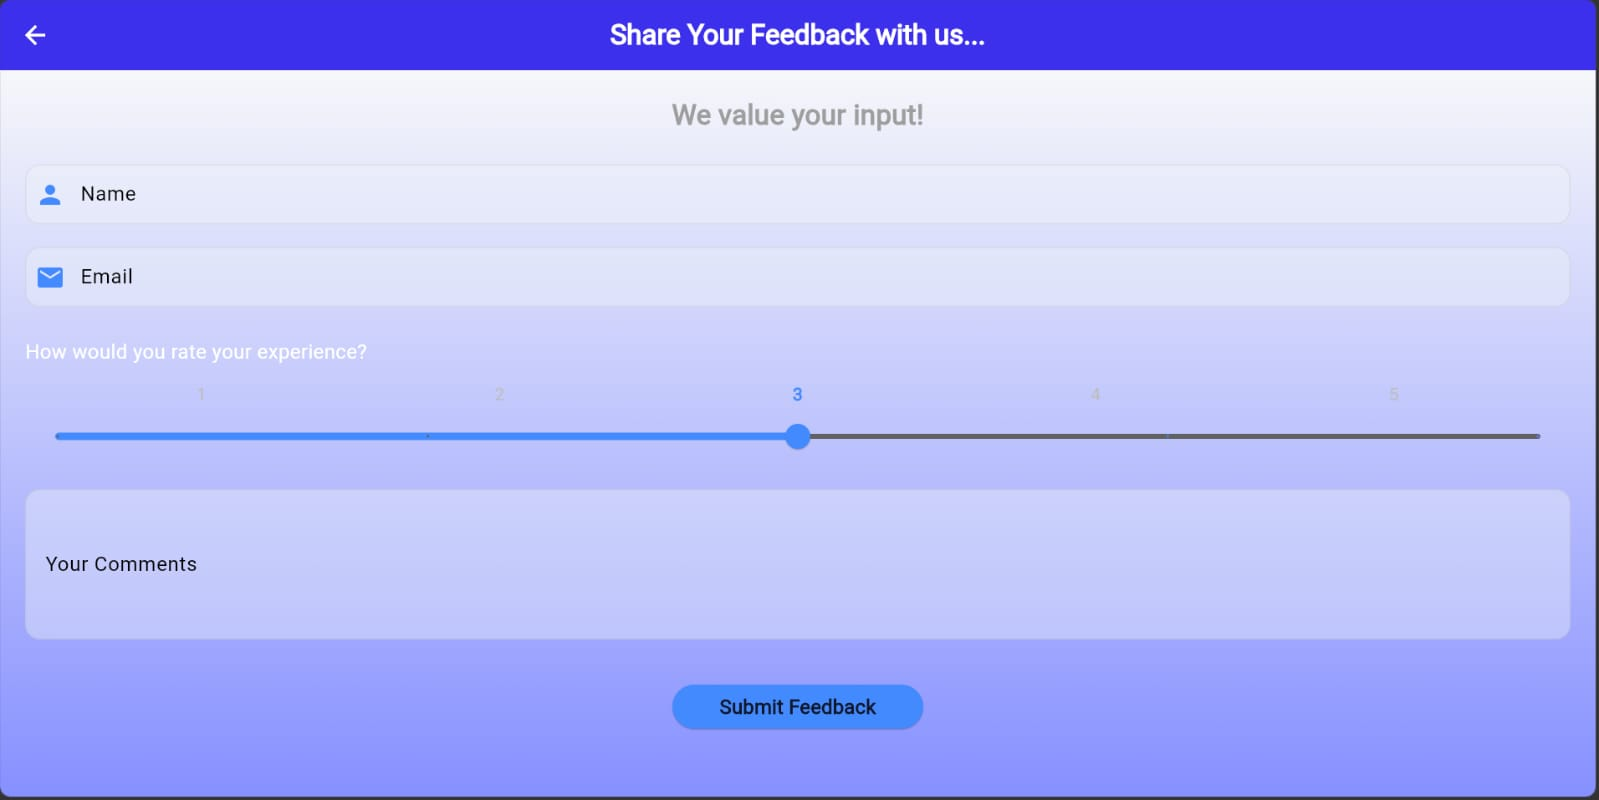 Share Your Feedback with us...
We value your input!
Name
Email
How would you rate your experience?
1 2 3 4 5
Your Comments
Submit Feedback